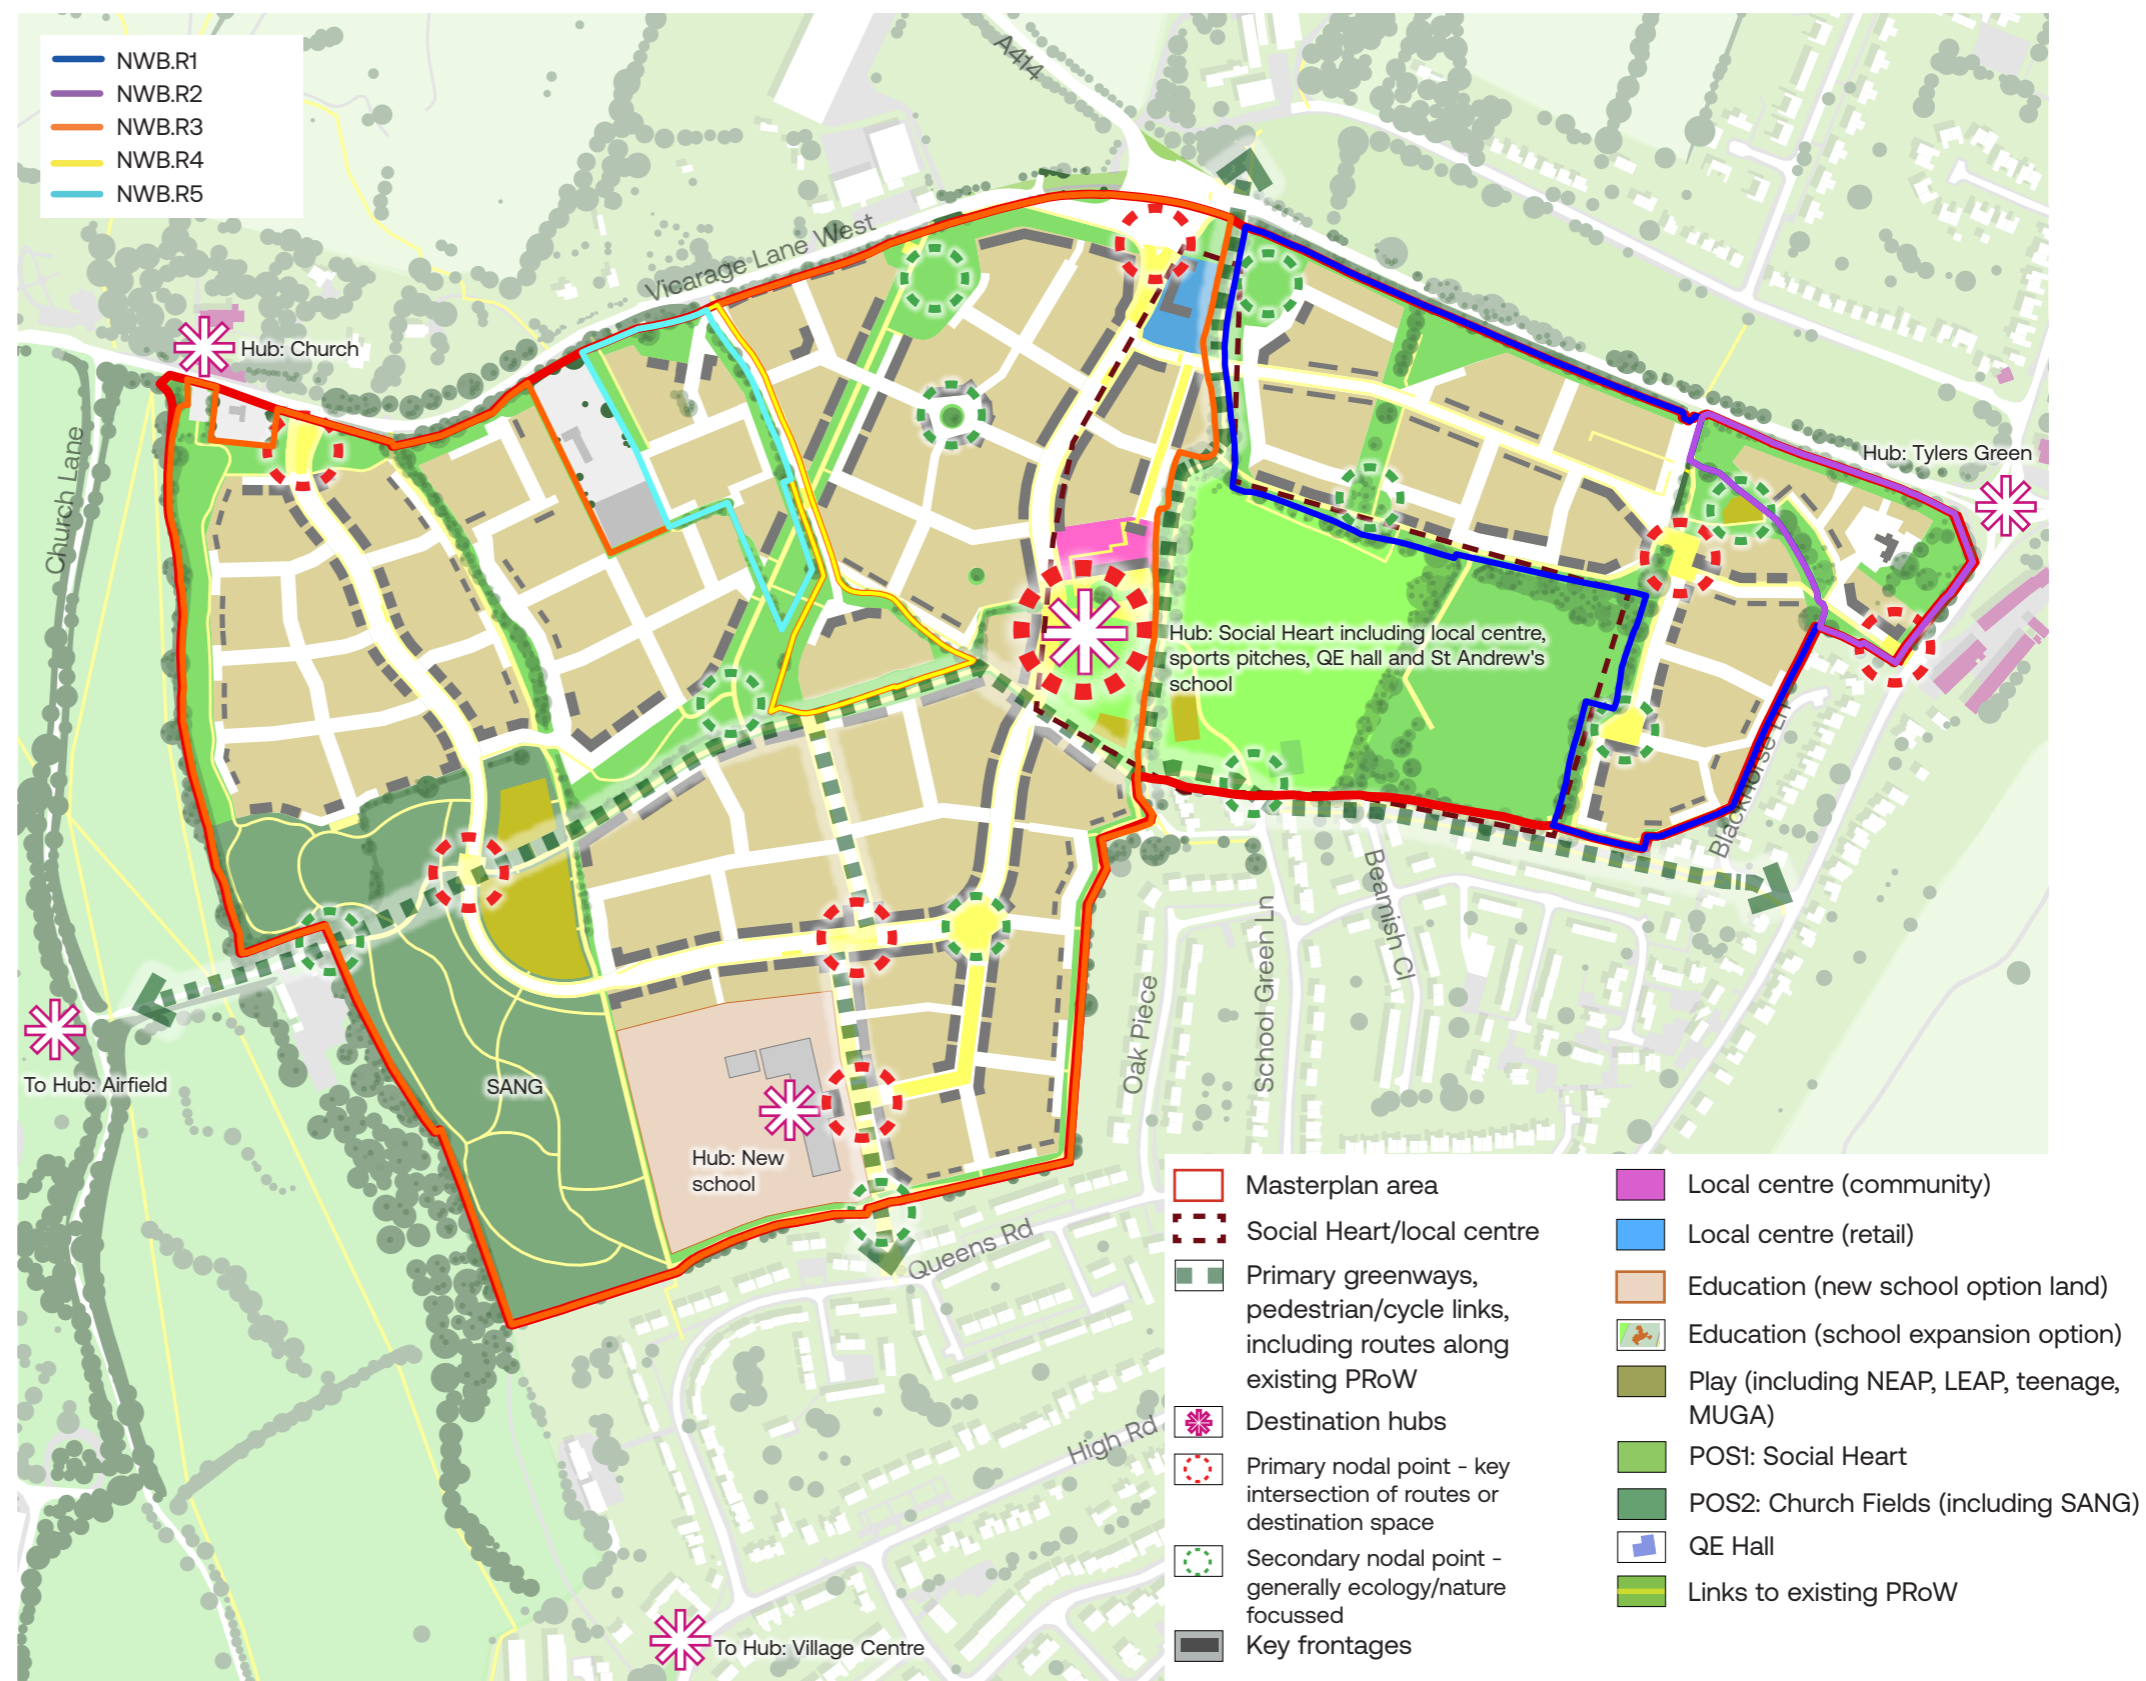 NWB.R1
NWB.R2
NWB.R3
NWB.R4
NWB.R5
A414
Vicarage Lane West
Hub: Church
Church Lane
Hub: Tylers Green
Hub: Social Heart including local centre,
sports pitches, QE hall and St Andrew's
school
Blackhorse Ln
Beamish Cl
School Green Ln
Oak Piece
To Hub: Airfield
SANG
Hub: New
school
Queens Rd
High Rd
To Hub: Village Centre
Masterplan area
Social Heart/local centre
Primary greenways,
pedestrian/cycle links,
including routes along
existing PRoW
Destination hubs
Primary nodal point - key
intersection of routes or
destination space
Secondary nodal point -
generally ecology/nature
focussed
Key frontages
Local centre (community)
Local centre (retail)
Education (new school option land)
Education (school expansion option)
Play (including NEAP, LEAP, teenage,
MUGA)
POS1: Social Heart
POS2: Church Fields (including SANG)
QE Hall
Links to existing PRoW